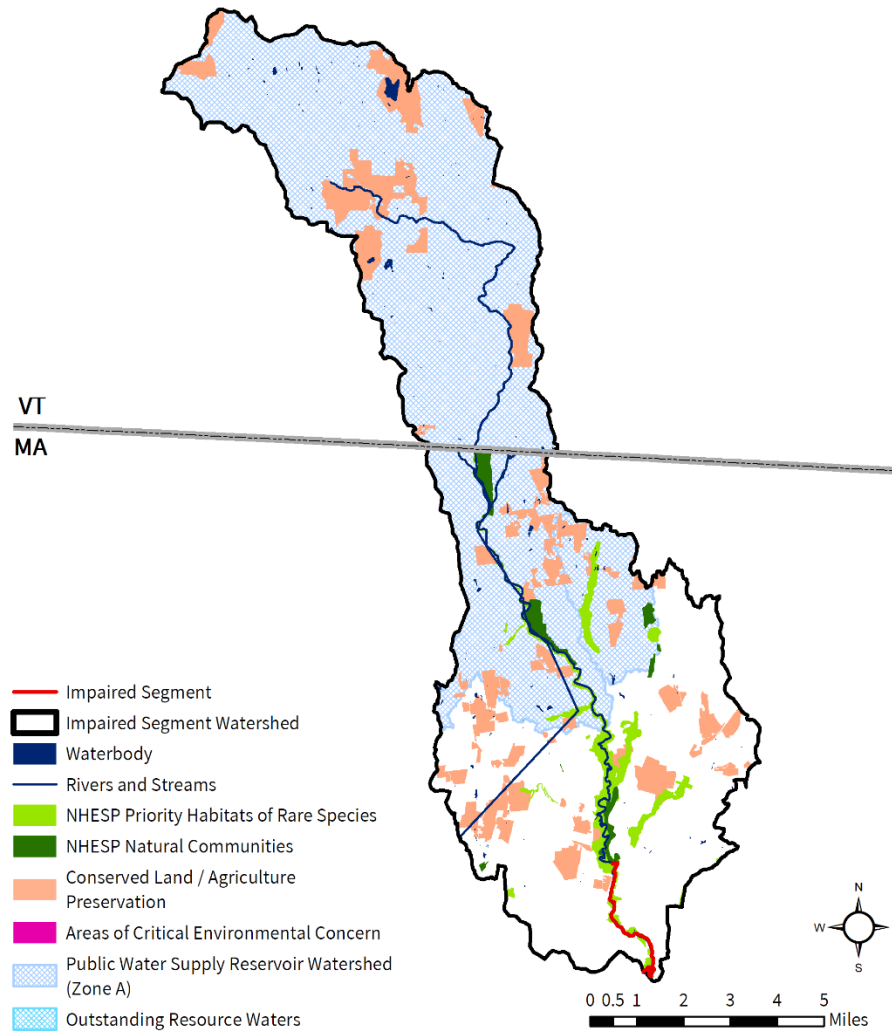 VT
MA
Impaired Segment
Impaired Segment Watershed
Waterbody
Rivers and Streams
NHESP Priority Habitats of Rare Species
NHESP Natural Communities
Conserved Land / Agriculture
Preservation
Areas of Critical Environmental Concern
Public Water Supply Reservoir Watershed
(Zone A)
Outstanding Resource Waters
N
W E
S
0 0.5 1 2 3 4 5
Miles